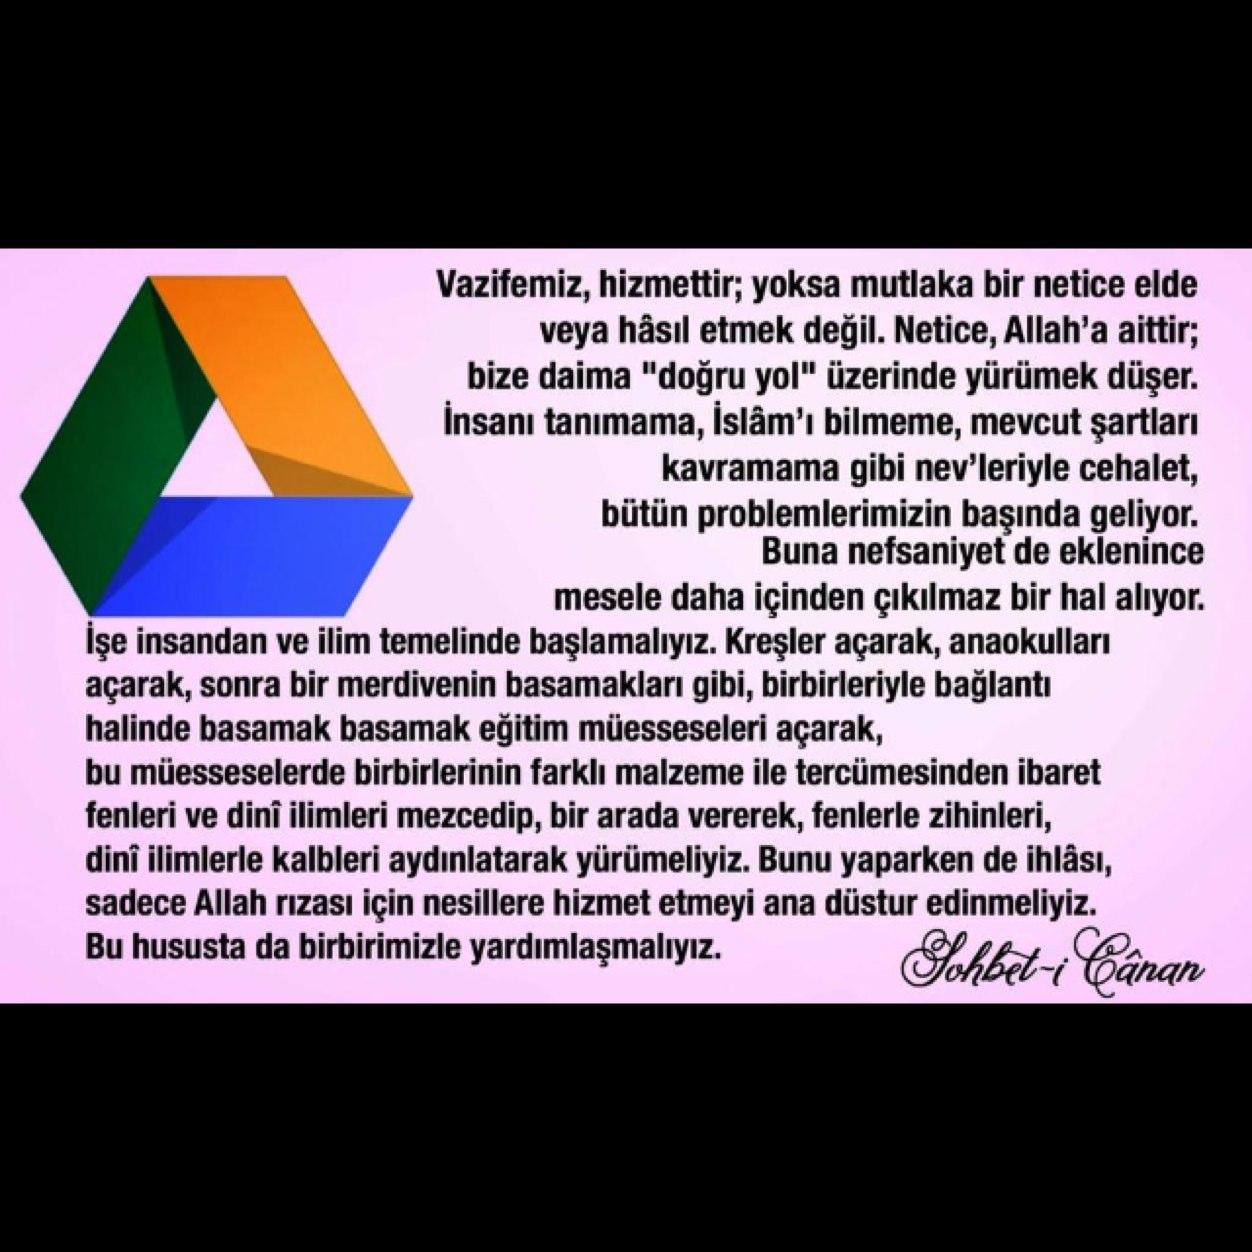 Vazifemiz, hizmettir; yoksa mutlaka bir netice elde
veya hâsıl etmek değil. Netice, Allah'a aittir;
bize daima "doğru yol" üzerinde yürümek düşer.
İnsanı tanımama, İslâm'ı bilmeme, mevcut şartları
kavramama gibi nev'leriyle cehalet,
bütün problemlerimizin başında geliyor.
Buna nefsaniyet de eklenince
mesele daha içinden çıkılmaz bir hal alıyor.
İşe insandan ve ilim temelinde başlamalıyız. Kreşler açarak, anaokulları
açarak, sonra bir merdivenin basamakları gibi, birbirleriyle bağlantı
halinde basamak basamak eğitim müesseseleri açarak,
bu müesseselerde birbirlerinin farklı malzeme ile tercümesinden ibaret
fenleri ve dinî ilimleri mezcedip, bir arada vererek, fenlerle zihinleri,
dinî ilimlerle kalbleri aydınlatarak yürümeliyiz. Bunu yaparken de ihlâsı,
sadece Allah rızası için nesillere hizmet etmeyi ana düstur edinmeliyiz.
Bu hususta da birbirimizle yardımlaşmalıyız.
Sohbet-i Cânan